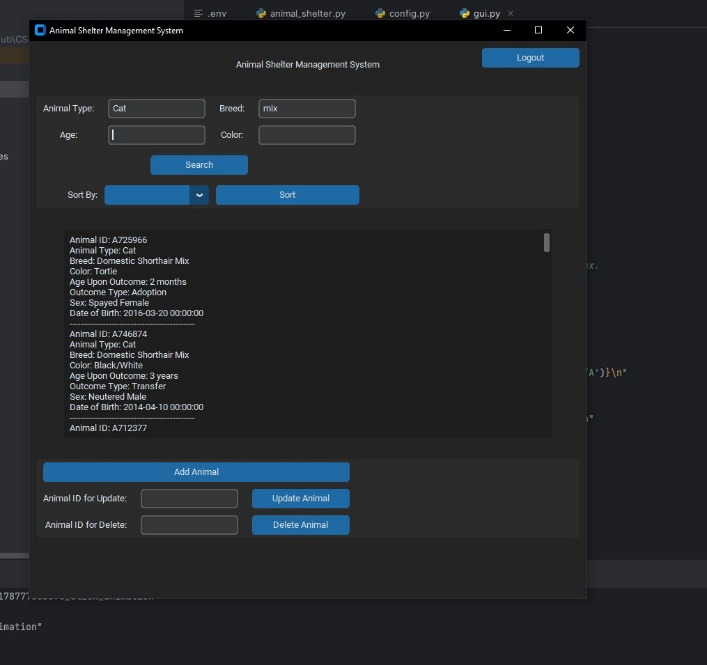 .env animal_shelter.py config.py gui.py
Animal Shelter Management System
Animal Shelter Management System
Logout
Animal Type: Cat Breed: mix
Age: Color:
Search
Sort By: Sort
Animal ID: A725966
Animal Type: Cat
Breed: Domestic Shorthair Mix
Color: Tortie
Age Upon Outcome: 2 months
Outcome Type: Adoption
Sex: Spayed Female
Date of Birth: 2016-03-20 00:00:00
--------------------------------------------
Animal ID: A746874
Animal Type: Cat
Breed: Domestic Shorthair Mix
Color: Black/White
Age Upon Outcome: 3 years
Outcome Type: Transfer
Sex: Neutered Male
Date of Birth: 2014-04-10 00:00:00
--------------------------------------------
Animal ID: A712377
'A')}\n"
Add Animal
Animal ID for Update: Update Animal
Animal ID for Delete: Delete Animal
imation"